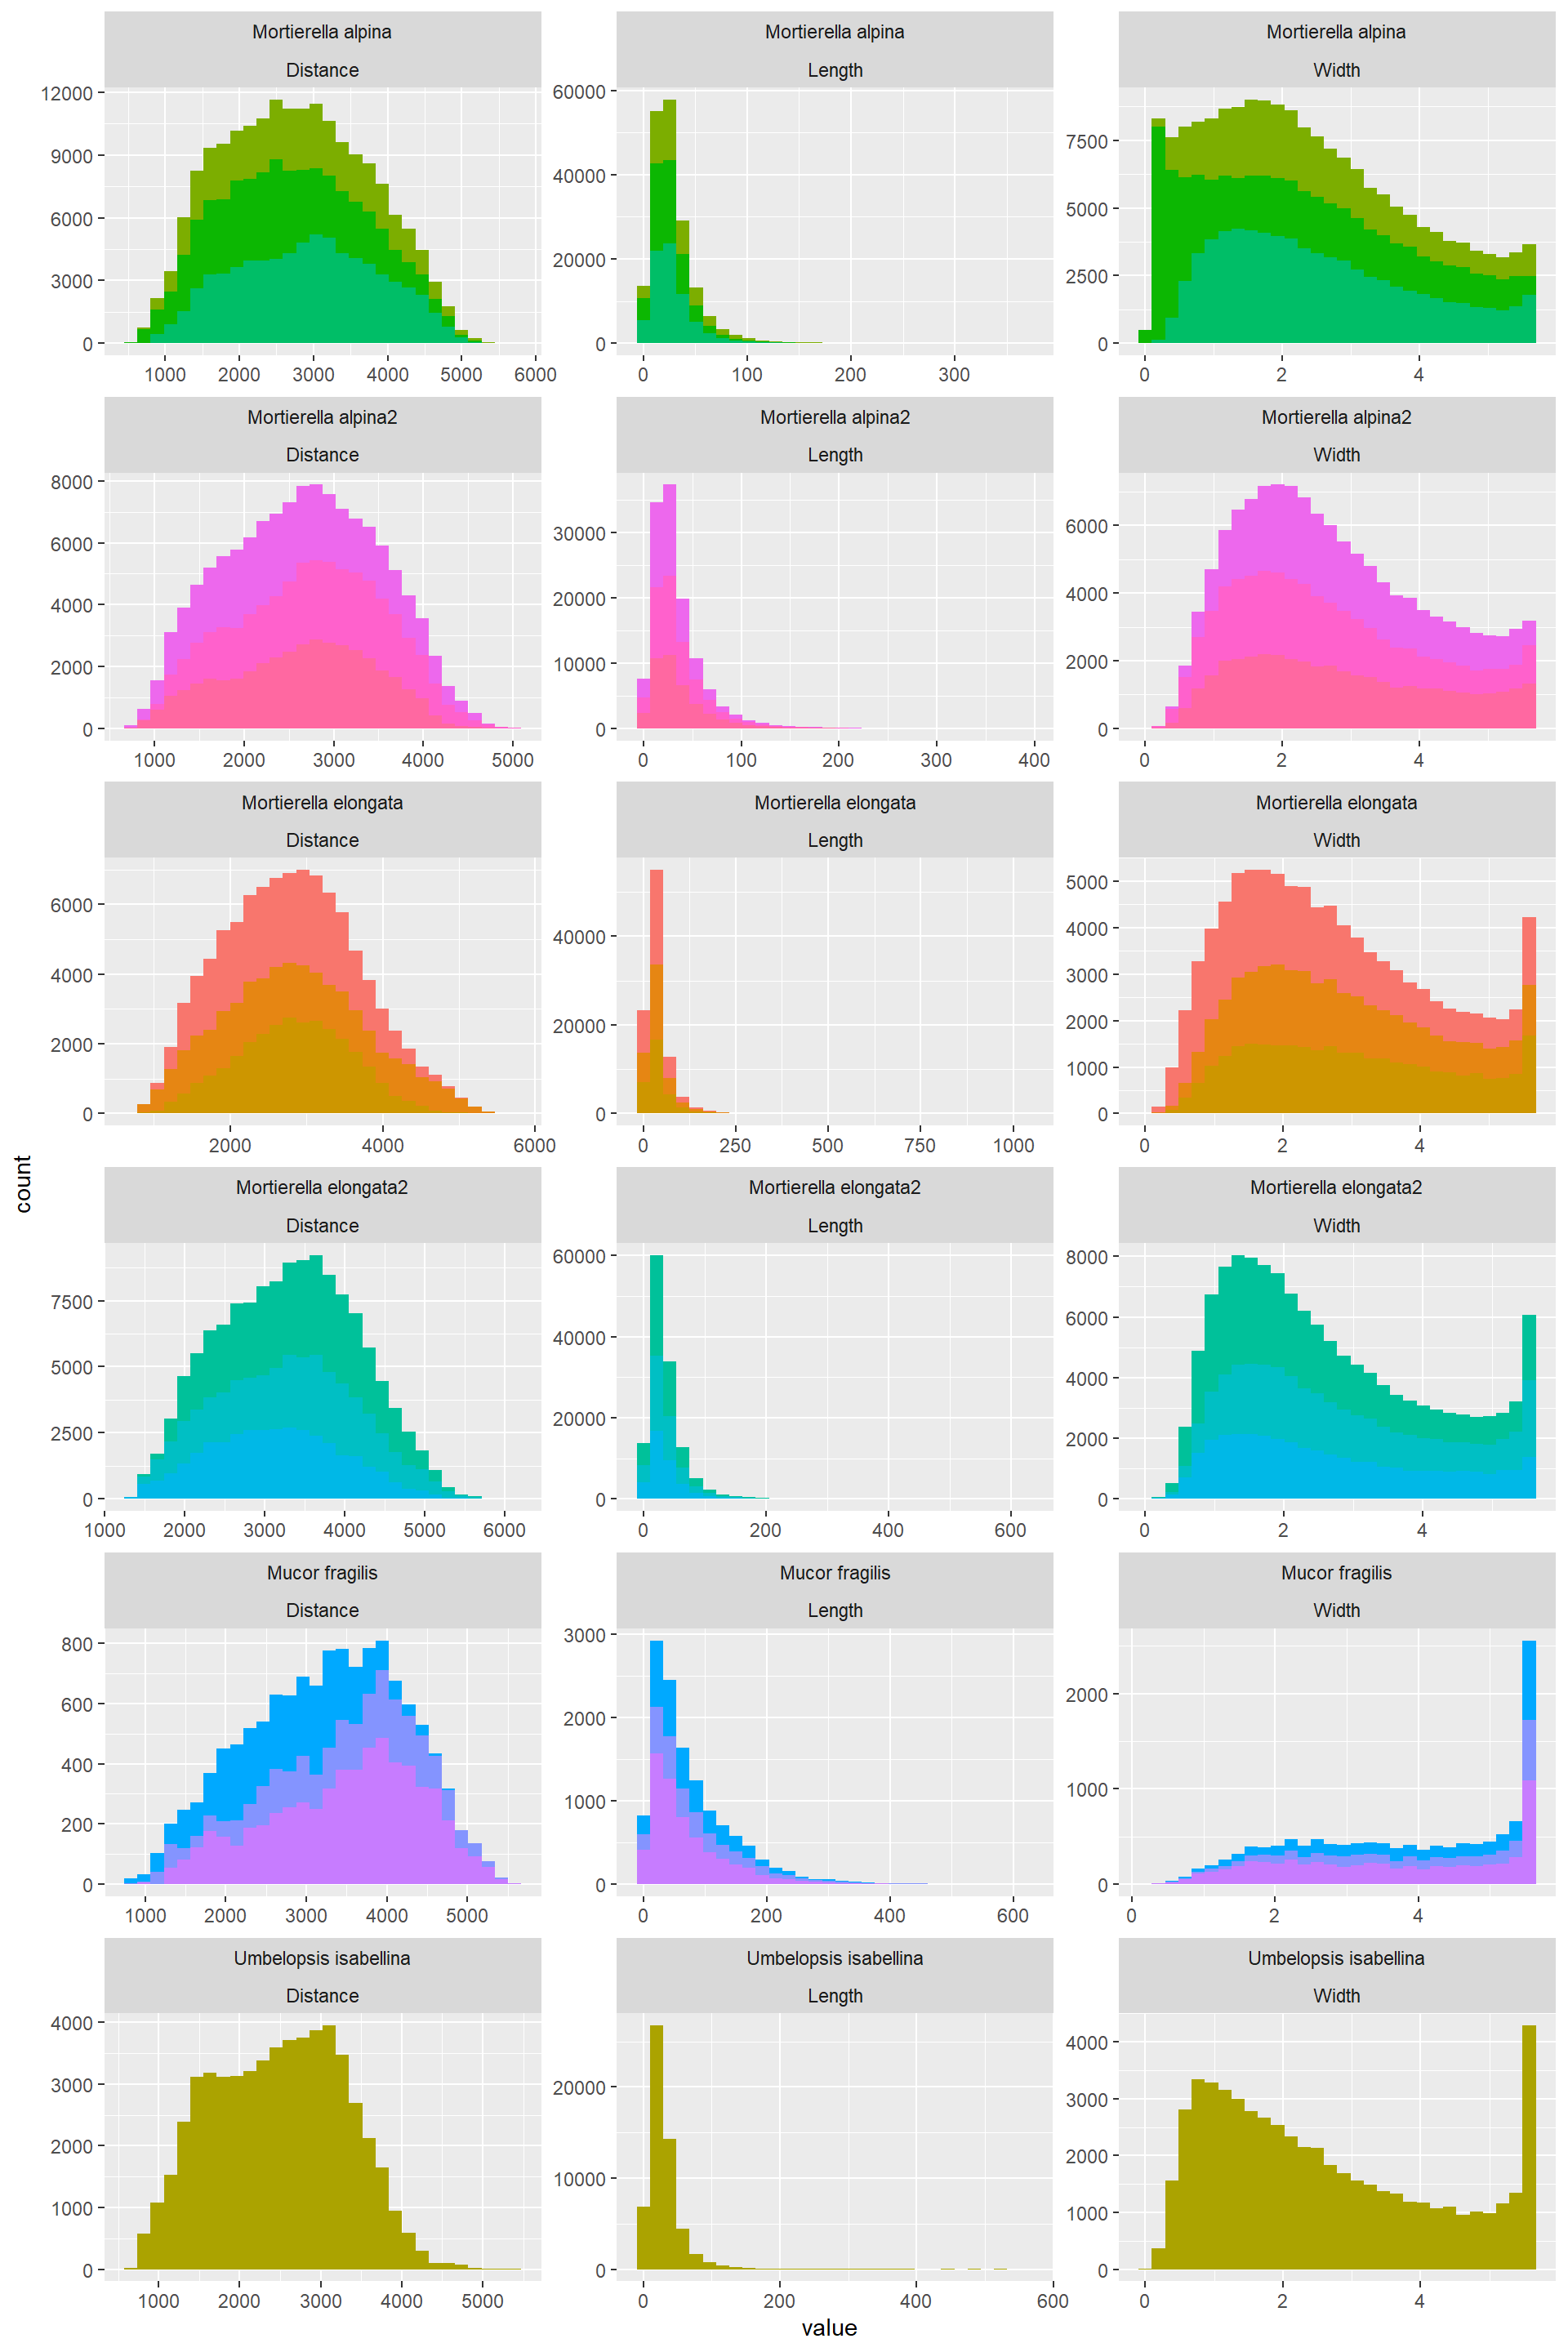 Mortierella alpina
Distance
Mortierella alpina
Length
Mortierella alpina
Width
12000
9000
6000
3000
0
1000 2000 3000 4000 5000 6000
60000
40000
20000
0
0 100 200 300
7500
5000
2500
0
0 2 4
Mortierella alpina2
Distance
Mortierella alpina2
Length
Mortierella alpina2
Width
8000
6000
4000
2000
0
1000 2000 3000 4000 5000
30000
20000
10000
0
0 100 200 300 400
6000
4000
2000
0
0 2 4
Mortierella elongata
Distance
Mortierella elongata
Length
Mortierella elongata
Width
6000
4000
2000
0
2000 4000 6000
40000
20000
0
0 250 500 750 1000
5000
4000
3000
2000
1000
0
0 2 4
count
Mortierella elongata2
Distance
Mortierella elongata2
Length
Mortierella elongata2
Width
7500
5000
2500
0
1000 2000 3000 4000 5000 6000
60000
40000
20000
0
0 200 400 600
8000
6000
4000
2000
0
0 2 4
Mucor fragilis
Distance
Mucor fragilis
Length
Mucor fragilis
Width
800
600
400
200
0
1000 2000 3000 4000 5000
3000
2000
1000
0
0 200 400 600
2000
1000
0
0 2 4
Umbelopsis isabellina
Distance
Umbelopsis isabellina
Length
Umbelopsis isabellina
Width
4000
3000
2000
1000
0
1000 2000 3000 4000 5000
20000
10000
0
0 200 400 600
4000
3000
2000
1000
0
0 2 4
value